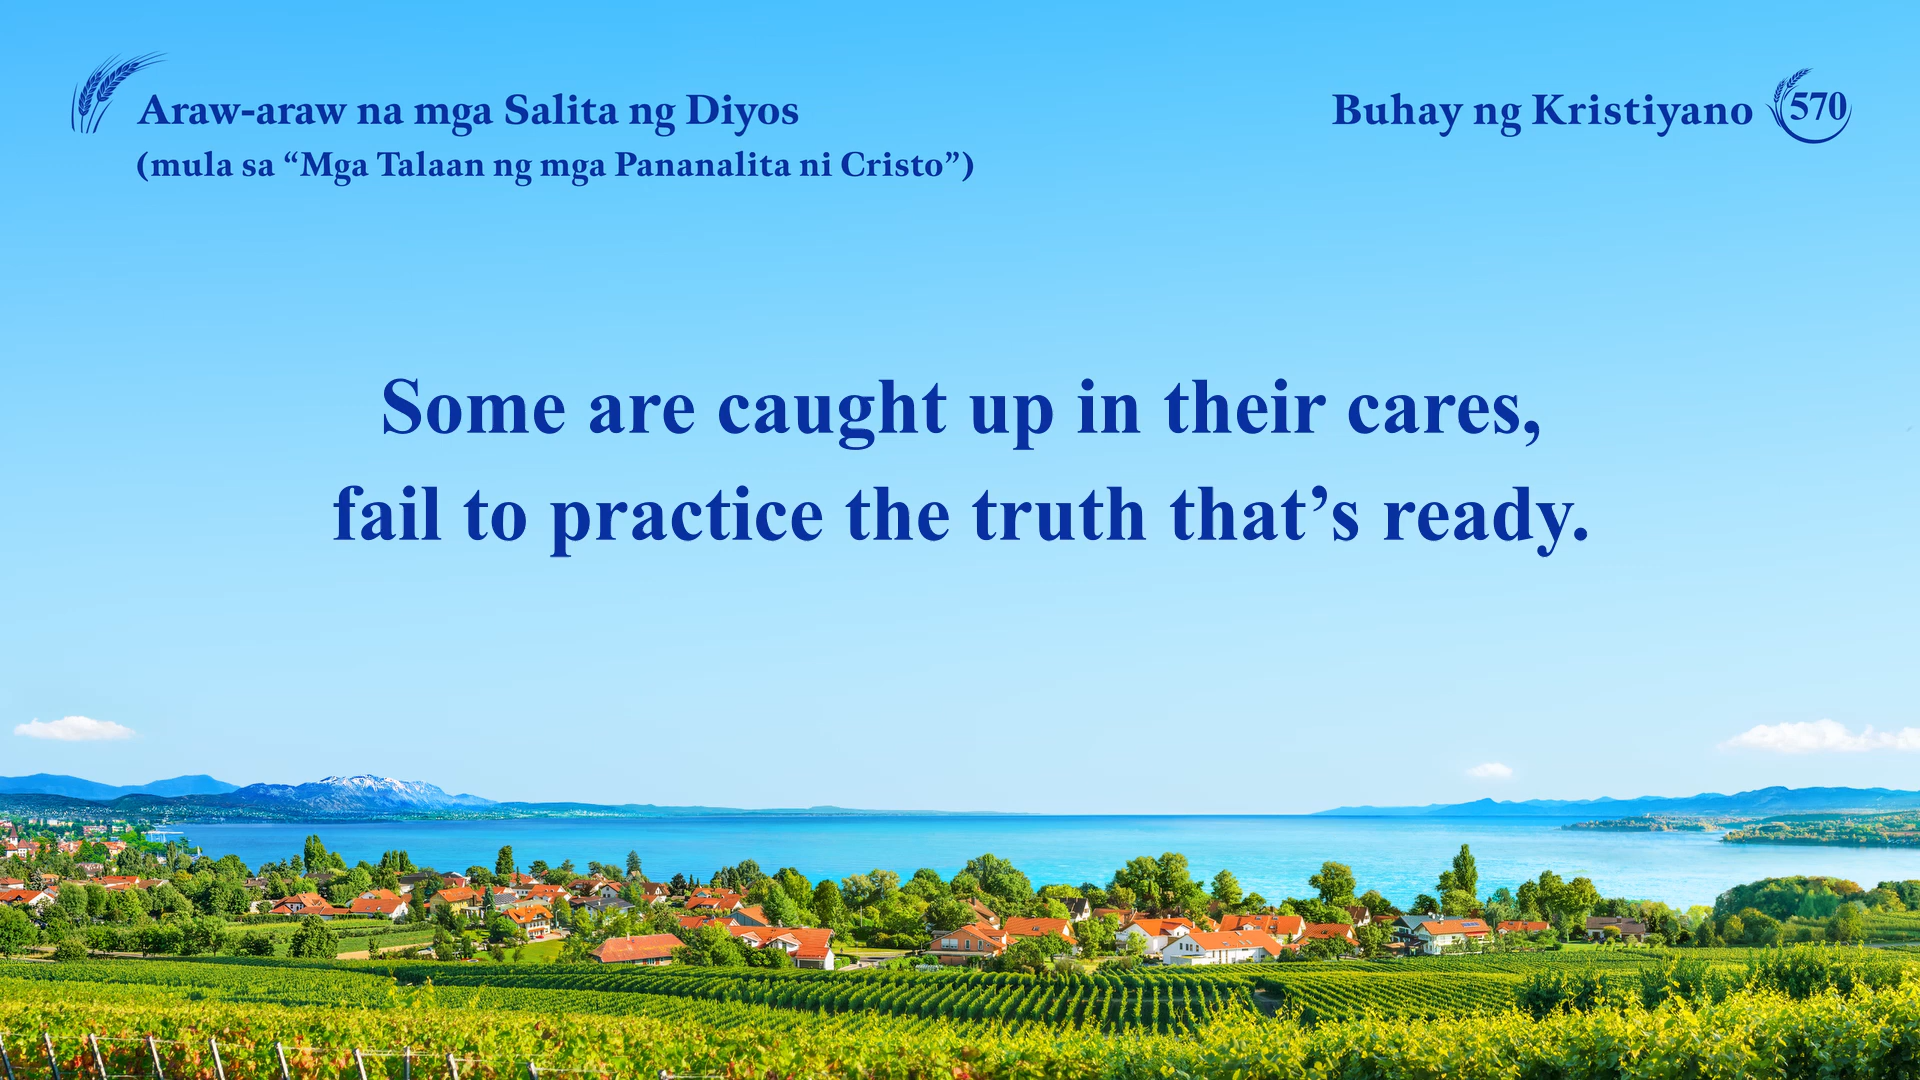 Araw-araw na mga Salita ng Diyos
(mula sa “Mga Talaan ng mga Pananalita ni Cristo”)
Buhay ng Kristiyano 570
Some are caught up in their cares,
fail to practice the truth that’s ready.